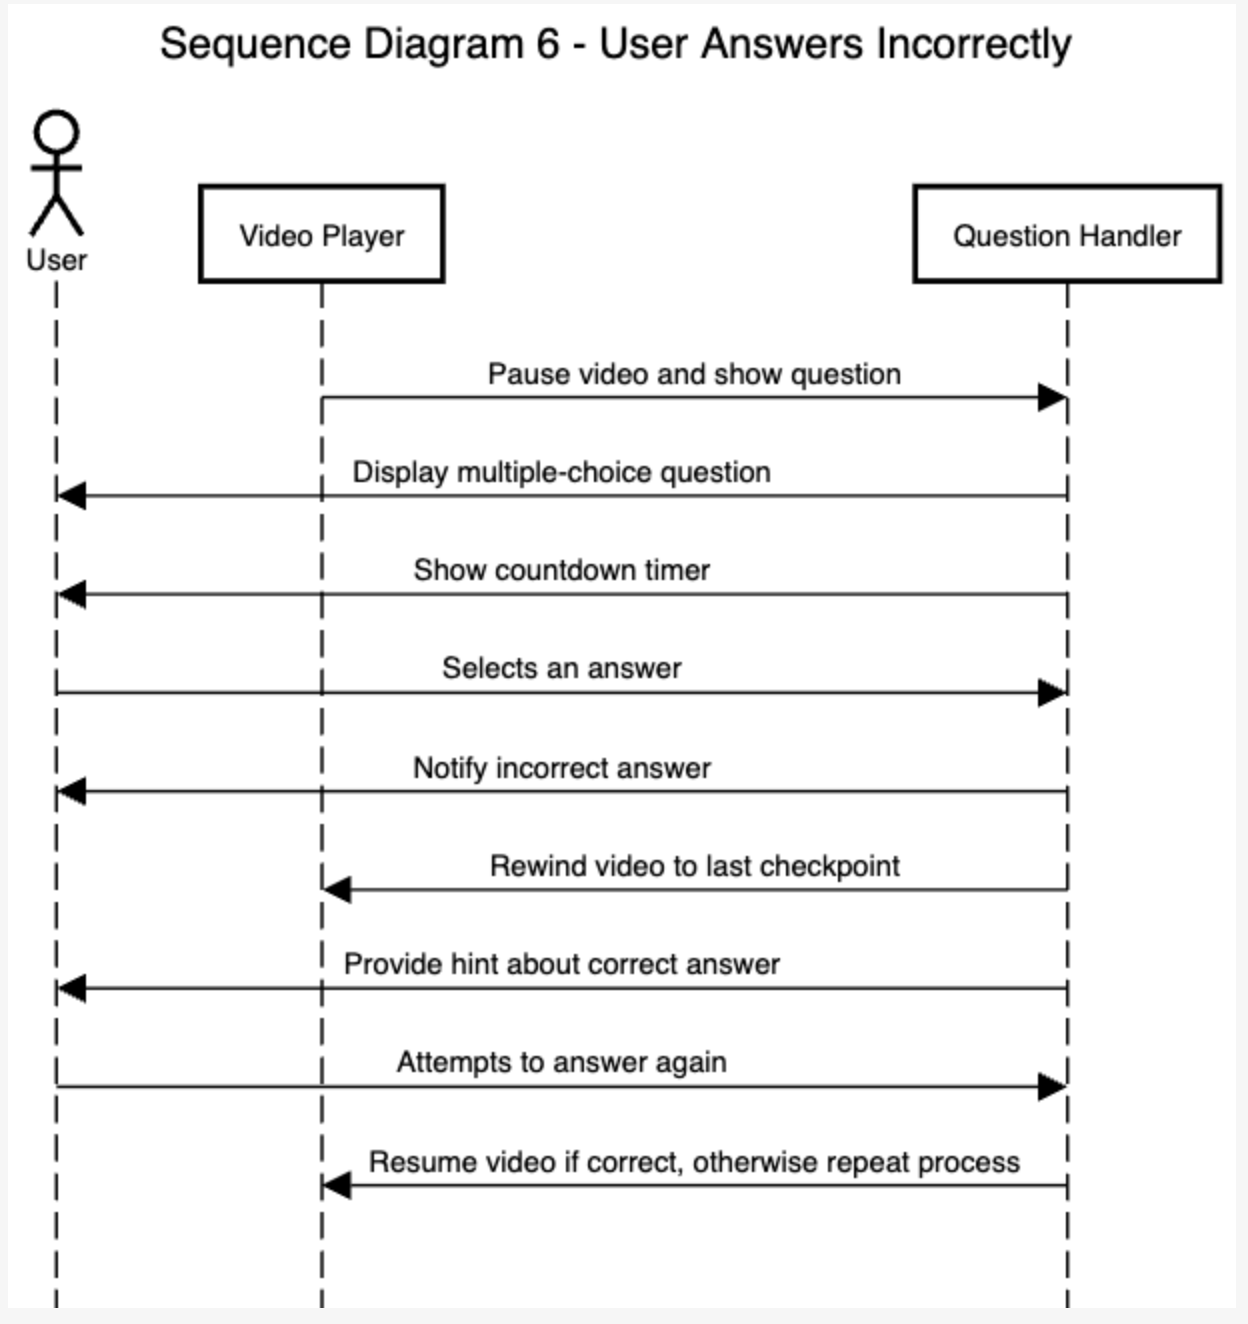 Sequence Diagram 6 - User Answers Incorrectly
User
Video Player
Question Handler
Pause video and show question
Display multiple-choice question
Show countdown timer
Selects an answer
Notify incorrect answer
Rewind video to last checkpoint
Provide hint about correct answer
Attempts to answer again
Resume video if correct, otherwise repeat process